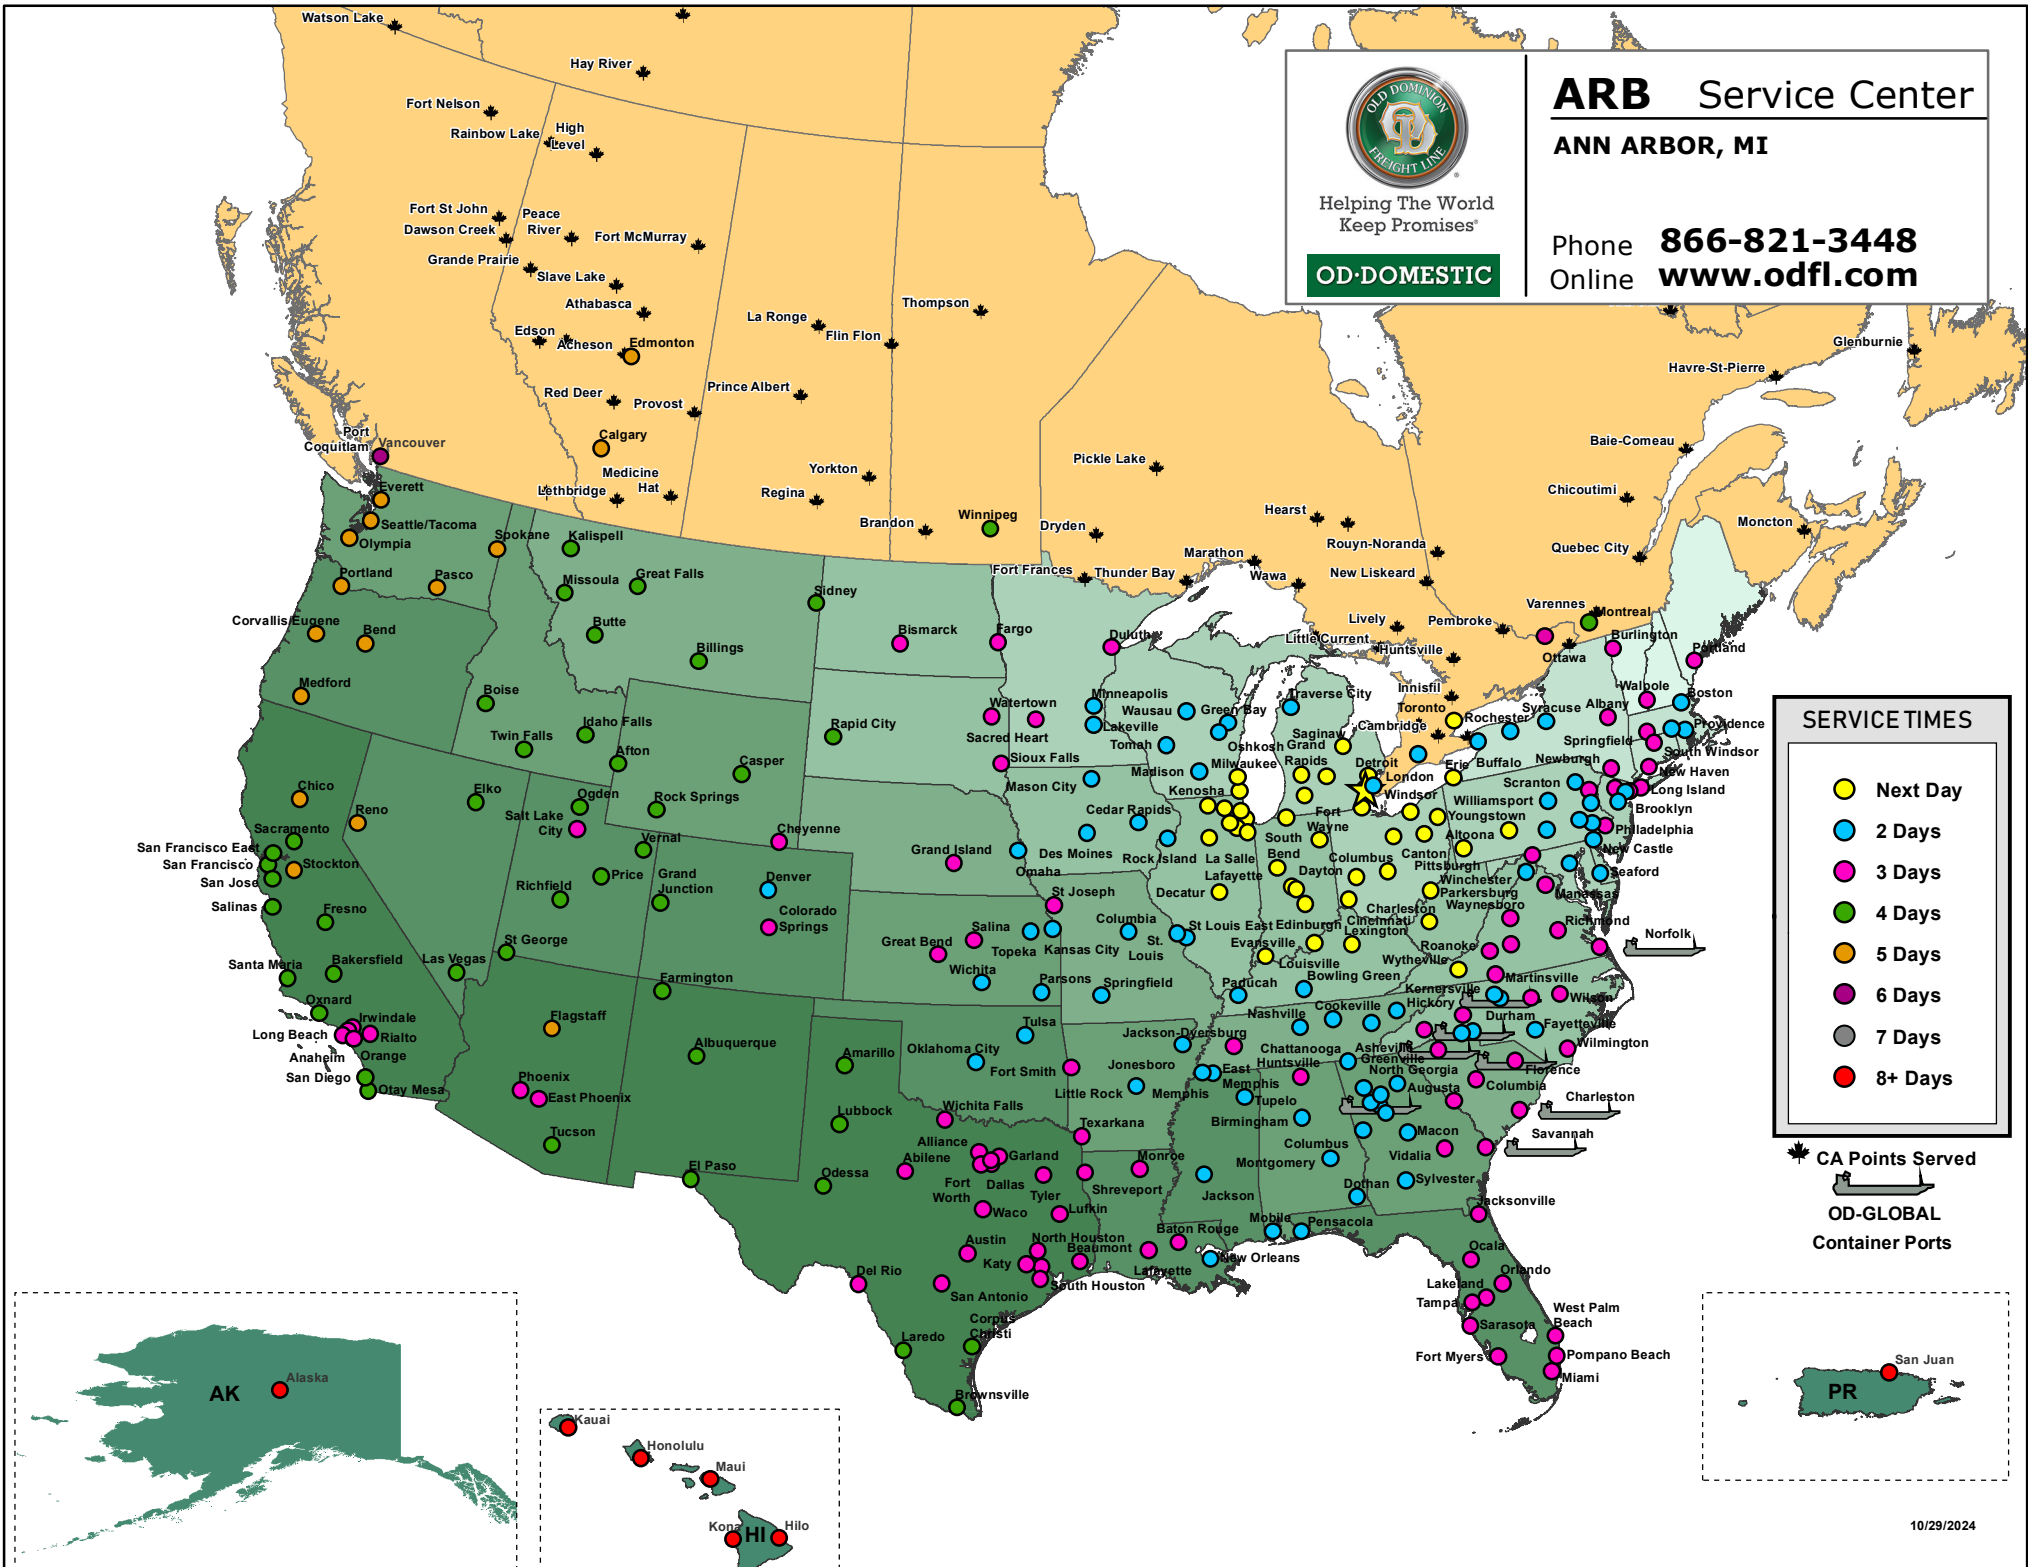 Watson Lake
Hay River
Fort Nelson
Rainbow Lake
High
Level
Fort St John
Peace
River
Dawson Creek
Fort McMurray
Grande Prairie
Slave Lake
Athabasca
La Ronge
Thompson
Edson
Acheson
Edmonton
Flin Flon
Red Deer
Provost
Prince Albert
Port
Coquitlam
Vancouver
Calgary
Medicine
Hat
Lethbridge
Yorkton
Regina
Brandon
Winnipeg
Pickle Lake
Dryden
Hearst
Fort Frances
Thunder Bay
Marathon
Wawa
Rouyn-Noranda
New Liskeard
Lively
Little Current
Pembroke
Huntsville
Varennes
Montreal
Ottawa
Innisfil
Toronto
Cambridge
London
Windsor
Glenburnie
Havre-St-Pierre
Baie-Comeau
Chicoutimi
Quebec City
Moncton
OLD DOMINION
FREIGHT LINE
Helping The World
Keep Promises®
OD·DOMESTIC
ARB Service Center
ANN ARBOR, MI
Phone 866-821-3448
Online www.odfl.com
Everett
Seattle/Tacoma
Olympia
Spokane
Portland
Pasco
Corvallis/Eugene
Bend
Medford
Kalispell
Missoula
Great Falls
Butte
Billings
Sidney
Boise
Idaho Falls
Twin Falls
Afton
Casper
Rock Springs
Cheyenne
Chico
Reno
Elko
Ogden
Salt Lake
City
Vernal
Sacramento
San Francisco East
San Francisco
Stockton
San Jose
Salinas
Fresno
Richfield
Price
Grand
Junction
Denver
Colorado
Springs
St George
Las Vegas
Santa Maria
Bakersfield
Oxnard
Irwindale
Long Beach
Rialto
Anaheim
Orange
San Diego
Otay Mesa
Farmington
Flagstaff
Albuquerque
Phoenix
East Phoenix
Tucson
El Paso
Bismarck
Fargo
Duluth
Watertown
Sacred Heart
Rapid City
Sioux Falls
Minneapolis
Lakeville
Wausau
Green Bay
Tomah
Oshkosh
Madison
Milwaukee
Kenosha
Mason City
Cedar Rapids
Grand Island
Omaha
Des Moines
Rock Island
La Salle
Decatur
St Joseph
Salina
Great Bend
Topeka
Kansas City
Columbia
St.
Louis
St Louis East
Wichita
Parsons
Springfield
Tulsa
Oklahoma City
Fort Smith
Amarillo
Lubbock
Wichita Falls
Alliance
Abilene
Garland
Fort
Worth
Dallas
Tyler
Odessa
Waco
Lufkin
Austin
North Houston
Katy
Beaumont
South Houston
Del Rio
San Antonio
Laredo
Corpus
Christi
Brownsville
Texarkana
Shreveport
Monroe
Little Rock
Jonesboro
Jackson-Dyersburg
Memphis
East
Memphis
Tupelo
Jackson
Baton Rouge
Lafayette
New Orleans
Mobile
Pensacola
Birmingham
Montgomery
Dothan
Huntsville
Columbus
Macon
Vidalia
Sylvester
Augusta
North Georgia
Chattanooga
Nashville
Cookeville
Paducah
Bowling Green
Evansville
Louisville
Lexington
Traverse City
Saginaw
Grand
Rapids
Detroit
South
Bend
Fort
Wayne
Lafayette
Dayton
Columbus
Edinburgh
Cincinnati
Canton
Youngstown
Pittsburgh
Altoona
Erie
Buffalo
Rochester
Syracuse
Albany
Burlington
Portland
Walpole
Boston
Providence
Springfield
South Windsor
Newburgh
New Haven
Long Island
Scranton
Brooklyn
Williamsport
Philadelphia
New Castle
Seaford
Winchester
Manassas
Parkersburg
Charleston
Waynesboro
Richmond
Norfolk
Roanoke
Wytheville
Martinsville
Kernersville
Hickory
Durham
Wilson
Fayetteville
Wilmington
Asheville
Greenville
Florence
Columbia
Charleston
Savannah
Jacksonville
Ocala
Orlando
Lakeland
Tampa
Sarasota
West Palm
Beach
Fort Myers
Pompano Beach
Miami
SERVICE TIMES
Next Day
2 Days
3 Days
4 Days
5 Days
6 Days
7 Days
8+ Days
CA Points Served
OD-GLOBAL
Container Ports
AK
Alaska
Kauai
Honolulu
Maui
Kona
HI
Hilo
San Juan
PR
10/29/2024